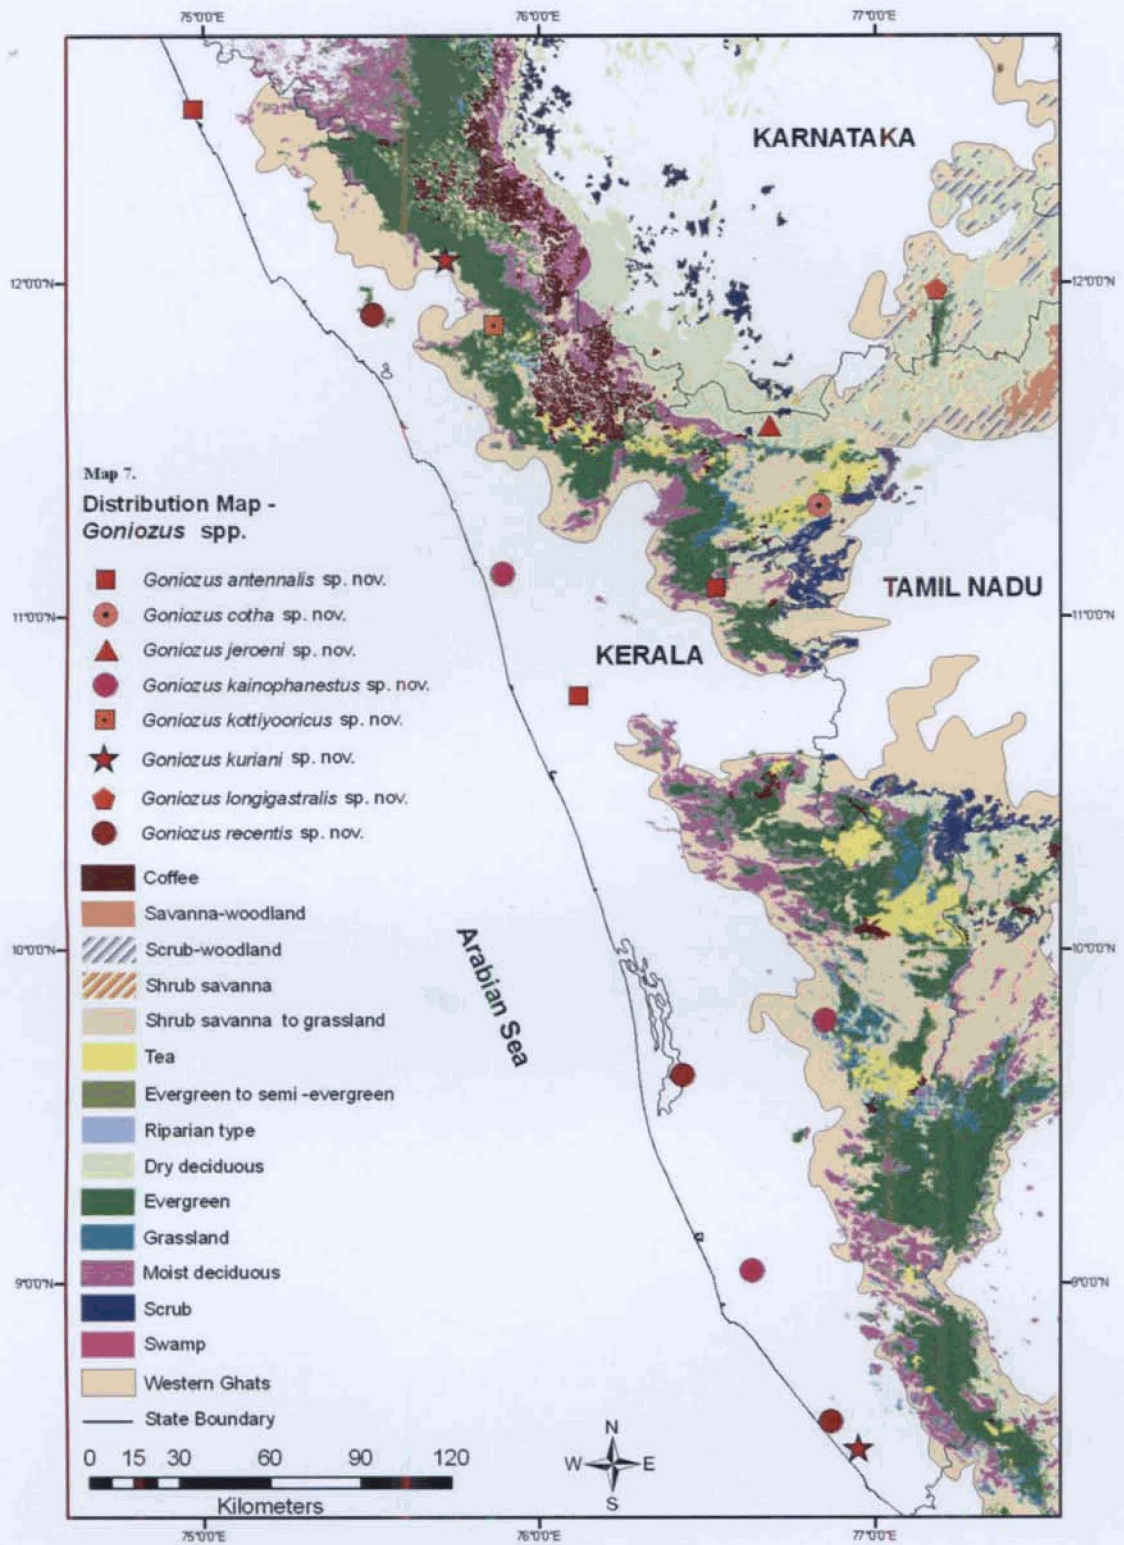 75°0'0"E 76°0'0"E 77°0'0"E
KARNATAKA
12°0'0"N 12°0'0"N
Map 7.
Distribution Map -
Goniozus spp.
Goniozus antennalis sp. nov.
Goniozus cotha sp. nov.
Goniozus jeroeni sp. nov.
Goniozus kainophanestus sp. nov.
Goniozus kottiyooricus sp. nov.
Goniozus kuriani sp. nov.
Goniozus longigastralis sp. nov.
Goniozus recentis sp. nov.
TAMIL NADU
11°0'0"N 11°0'0"N
KERALA
Coffee
Savanna-woodland
Scrub-woodland
Shrub savanna
Shrub savanna to grassland
Tea
Evergreen to semi -evergreen
Riparian type
Dry deciduous
Evergreen
Grassland
Moist deciduous
Scrub
Swamp
Western Ghats
State Boundary
10°0'0"N 10°0'0"N
Arabian Sea
9°0'0"N 9°0'0"N
0 15 30 60 90 120
Kilometers
N
W E
S
75°0'0"E 76°0'0"E 77°0'0"E